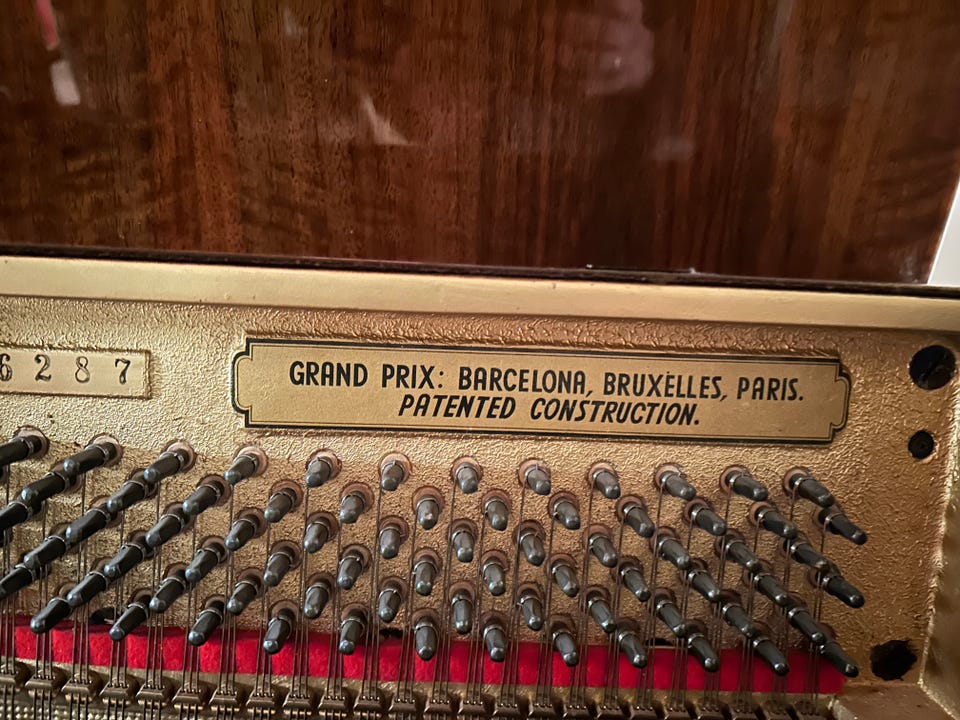 6287
GRAND PRIX: BARCELONA, BRUXELLES, PARIS.
PATENTED CONSTRUCTION.